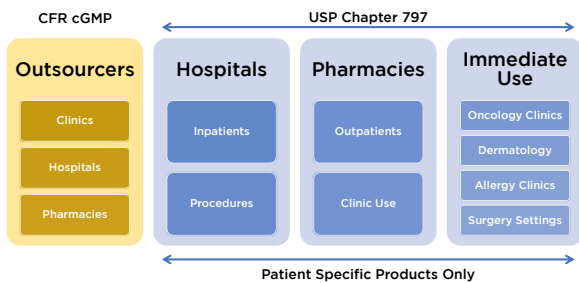 CFR cGMP
USP Chapter 797
Outsourcers
Clinics
Hospitals
Pharmacies
Hospitals
Inpatients
Procedures
Pharmacies
Outpatients
Clinic Use
Immediate
Use
Oncology Clinics
Dermatology
Allergy Clinics
Surgery Settings
Patient Specific Products Only